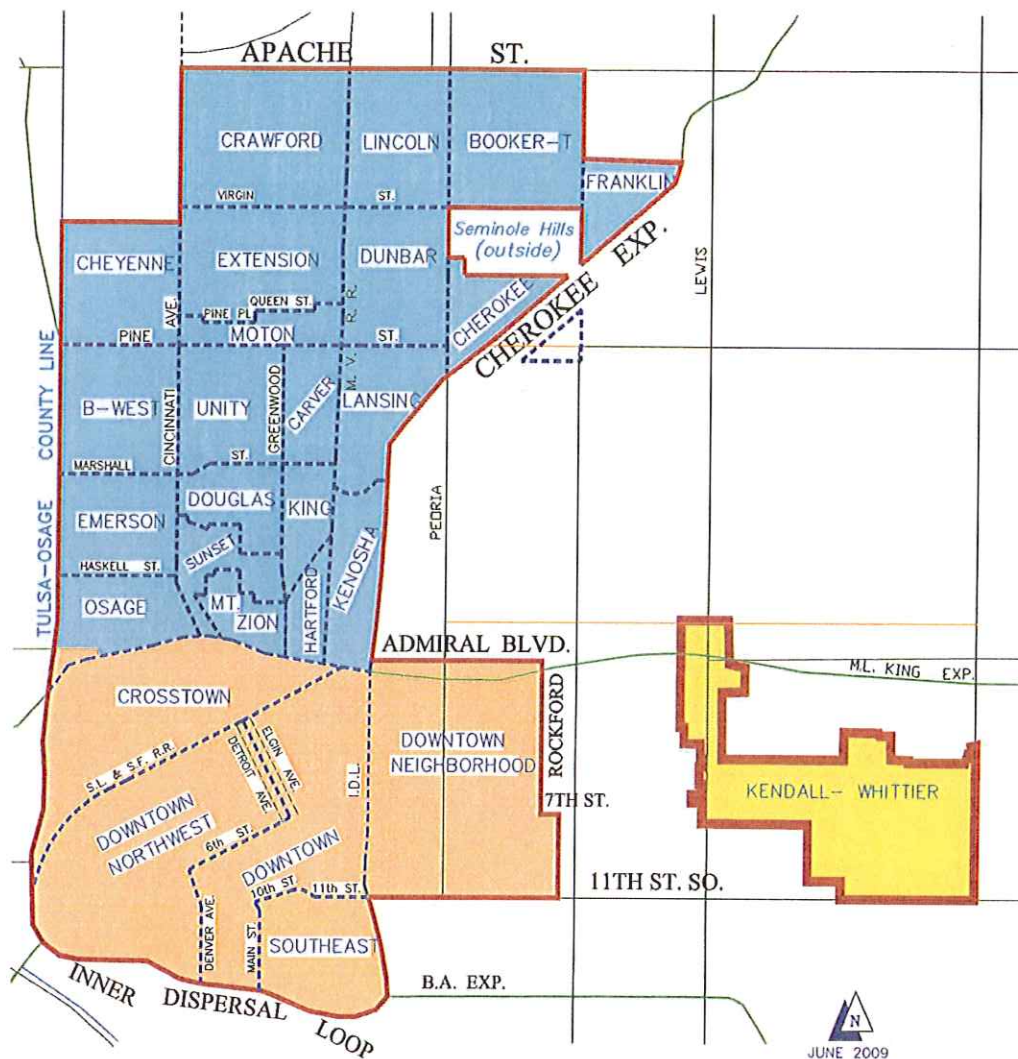 APACHE ST.
CRAWFORD
LINCOLN
BOOKER-T
FRANKLIN
VIRGIN ST.
Seminole Hills
(outside)
CHEYENNE
EXTENSION
DUNBAR
CHEROKEE
CHEROKEE EXP.
LEWIS
QUEEN ST.
PINE PL
AVE.
R. R.
PINE ST.
MOTON
TULSA-OSAGE COUNTY LINE
B-WEST
CINCINNATI
UNITY
GREENWOOD
CARVER
M. V.
LANSING
MARSHALL ST.
DOUGLAS
KING
PEORIA
EMERSON
SUNSET
KENOSHA
HASKELL ST.
HARTFORD
OSAGE
MT.
ZION
ADMIRAL BLVD.
M.L. KING EXP.
CROSSTOWN
ELGIN AVE.
DETROIT AVE.
S.L. & S.F. R.R.
I.D.L.
DOWNTOWN
NEIGHBORHOOD
ROCKFORD
7TH ST.
KENDALL- WHITTIER
DOWNTOWN
NORTHWEST
6th ST.
DOWNTOWN
10th ST.
11th ST.
11TH ST. SO.
DENVER AVE.
MAIN ST.
SOUTHEAST
INNER DISPERSAL LOOP
B.A. EXP.
N
JUNE 2009